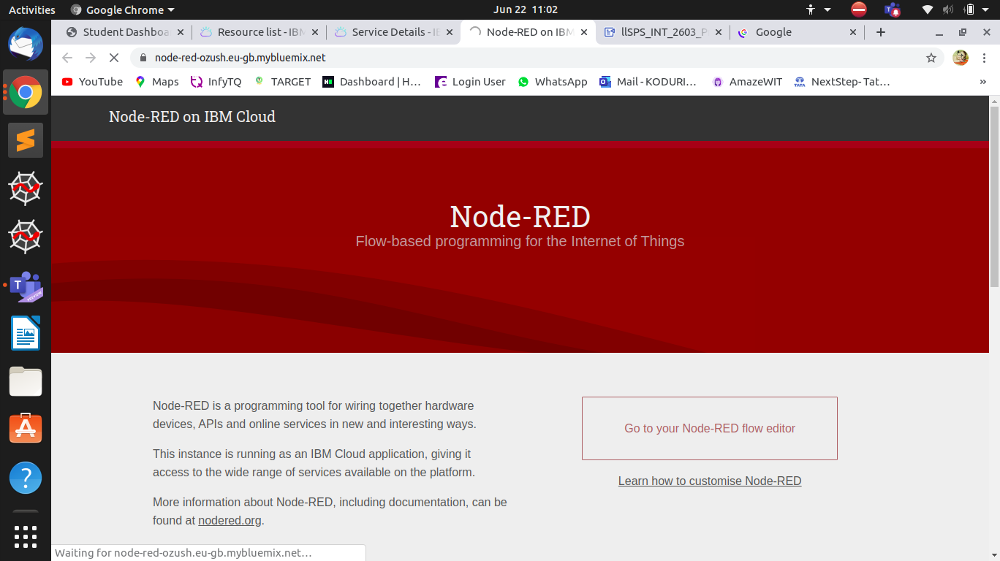 Activities Google Chrome Jun 22 11:02
Student Dashboa Resource list - IBM Service Details - IB Node-RED on IBM llSPS_INT_2603_P Google
node-red-ozush.eu-gb.mybluemix.net
YouTube Maps InfyTQ TARGET Dashboard | H… Login User WhatsApp Mail - KODURI… AmazeWIT NextStep- Tat… »
Node-RED on IBM Cloud
Node-RED
Flow-based programming for the Internet of Things
Node-RED is a programming tool for wiring together hardware
devices, APIs and online services in new and interesting ways.
This instance is running as an IBM Cloud application, giving it
access to the wide range of services available on the platform.
More information about Node-RED, including documentation, can be
found at nodered.org.
Go to your Node-RED flow editor
Learn how to customise Node-RED
Waiting for node-red-ozush.eu-gb.mybluemix.net…